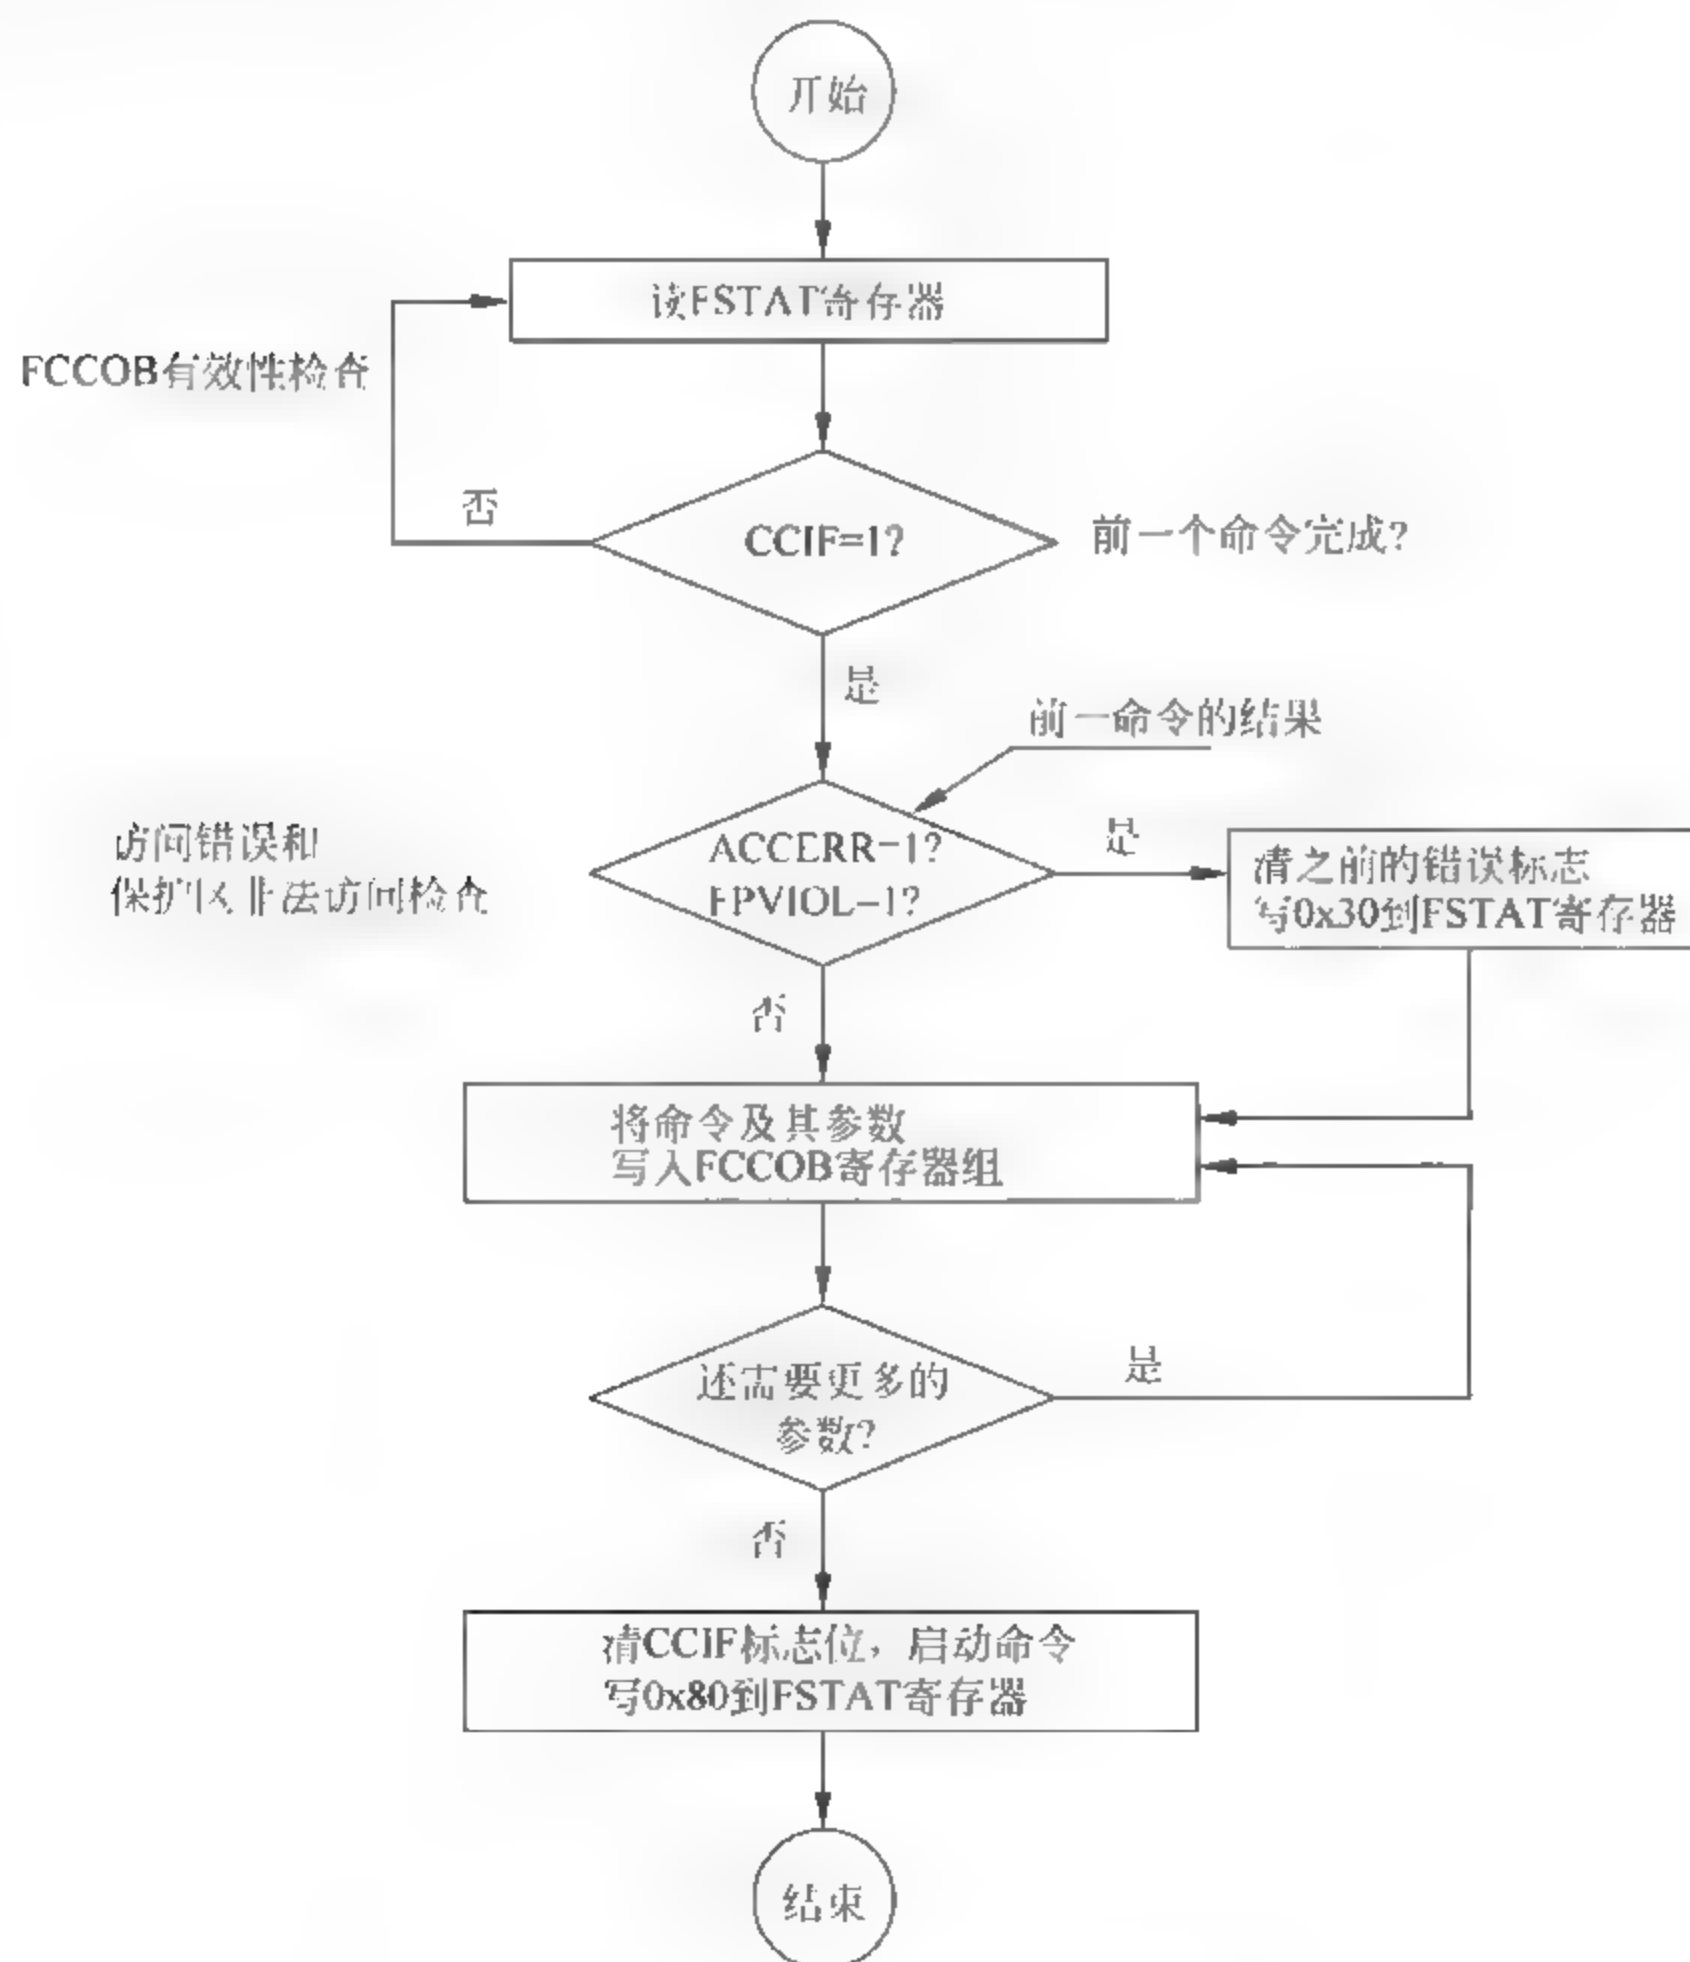 开始
读FSTAT寄存器
FCCOB有效性检查
否
CCIF=1?
前一个命令完成?
是
前一命令的结果
访问错误和
保护区非法访问检查
ACCERR=1?
FPVIOL=1?
是
清之前的错误标志
写0x30到FSTAT寄存器
否
将命令及其参数
写入FCCOB寄存器组
还需要更多的
参数?
是
否
清CCIF标志位，启动命令
写0x80到FSTAT寄存器
结束